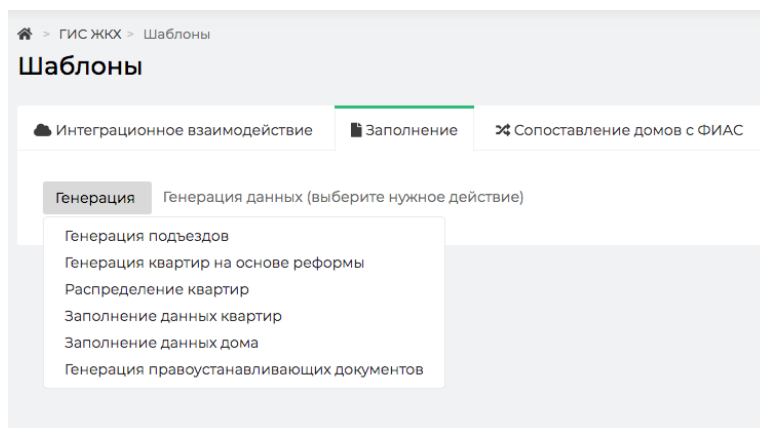 > ГИС ЖКХ > Шаблоны
Шаблоны
Интеграционное взаимодействие Заполнение Сопоставление домов с ФИАС
Генерация Генерация данных (выберите нужное действие)
Генерация подъездов
Генерация квартир на основе реформы
Распределение квартир
Заполнение данных квартир
Заполнение данных дома
Генерация правоустанавливающих документов